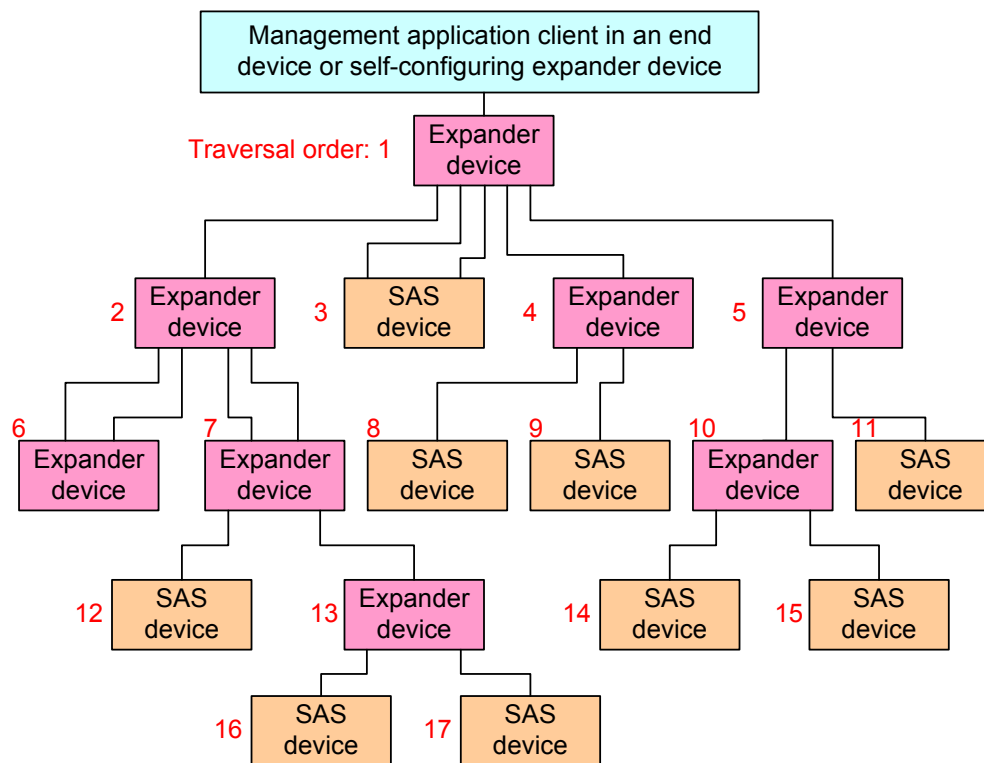 Management application client in an end
device or self-configuring expander device
Traversal order: 1
Expander
device
2
Expander
device
3
SAS
device
4
Expander
device
5
Expander
device
6
Expander
device
7
Expander
device
8
SAS
device
9
SAS
device
10
Expander
device
11
SAS
device
12
SAS
device
13
Expander
device
14
SAS
device
15
SAS
device
16
SAS
device
17
SAS
device